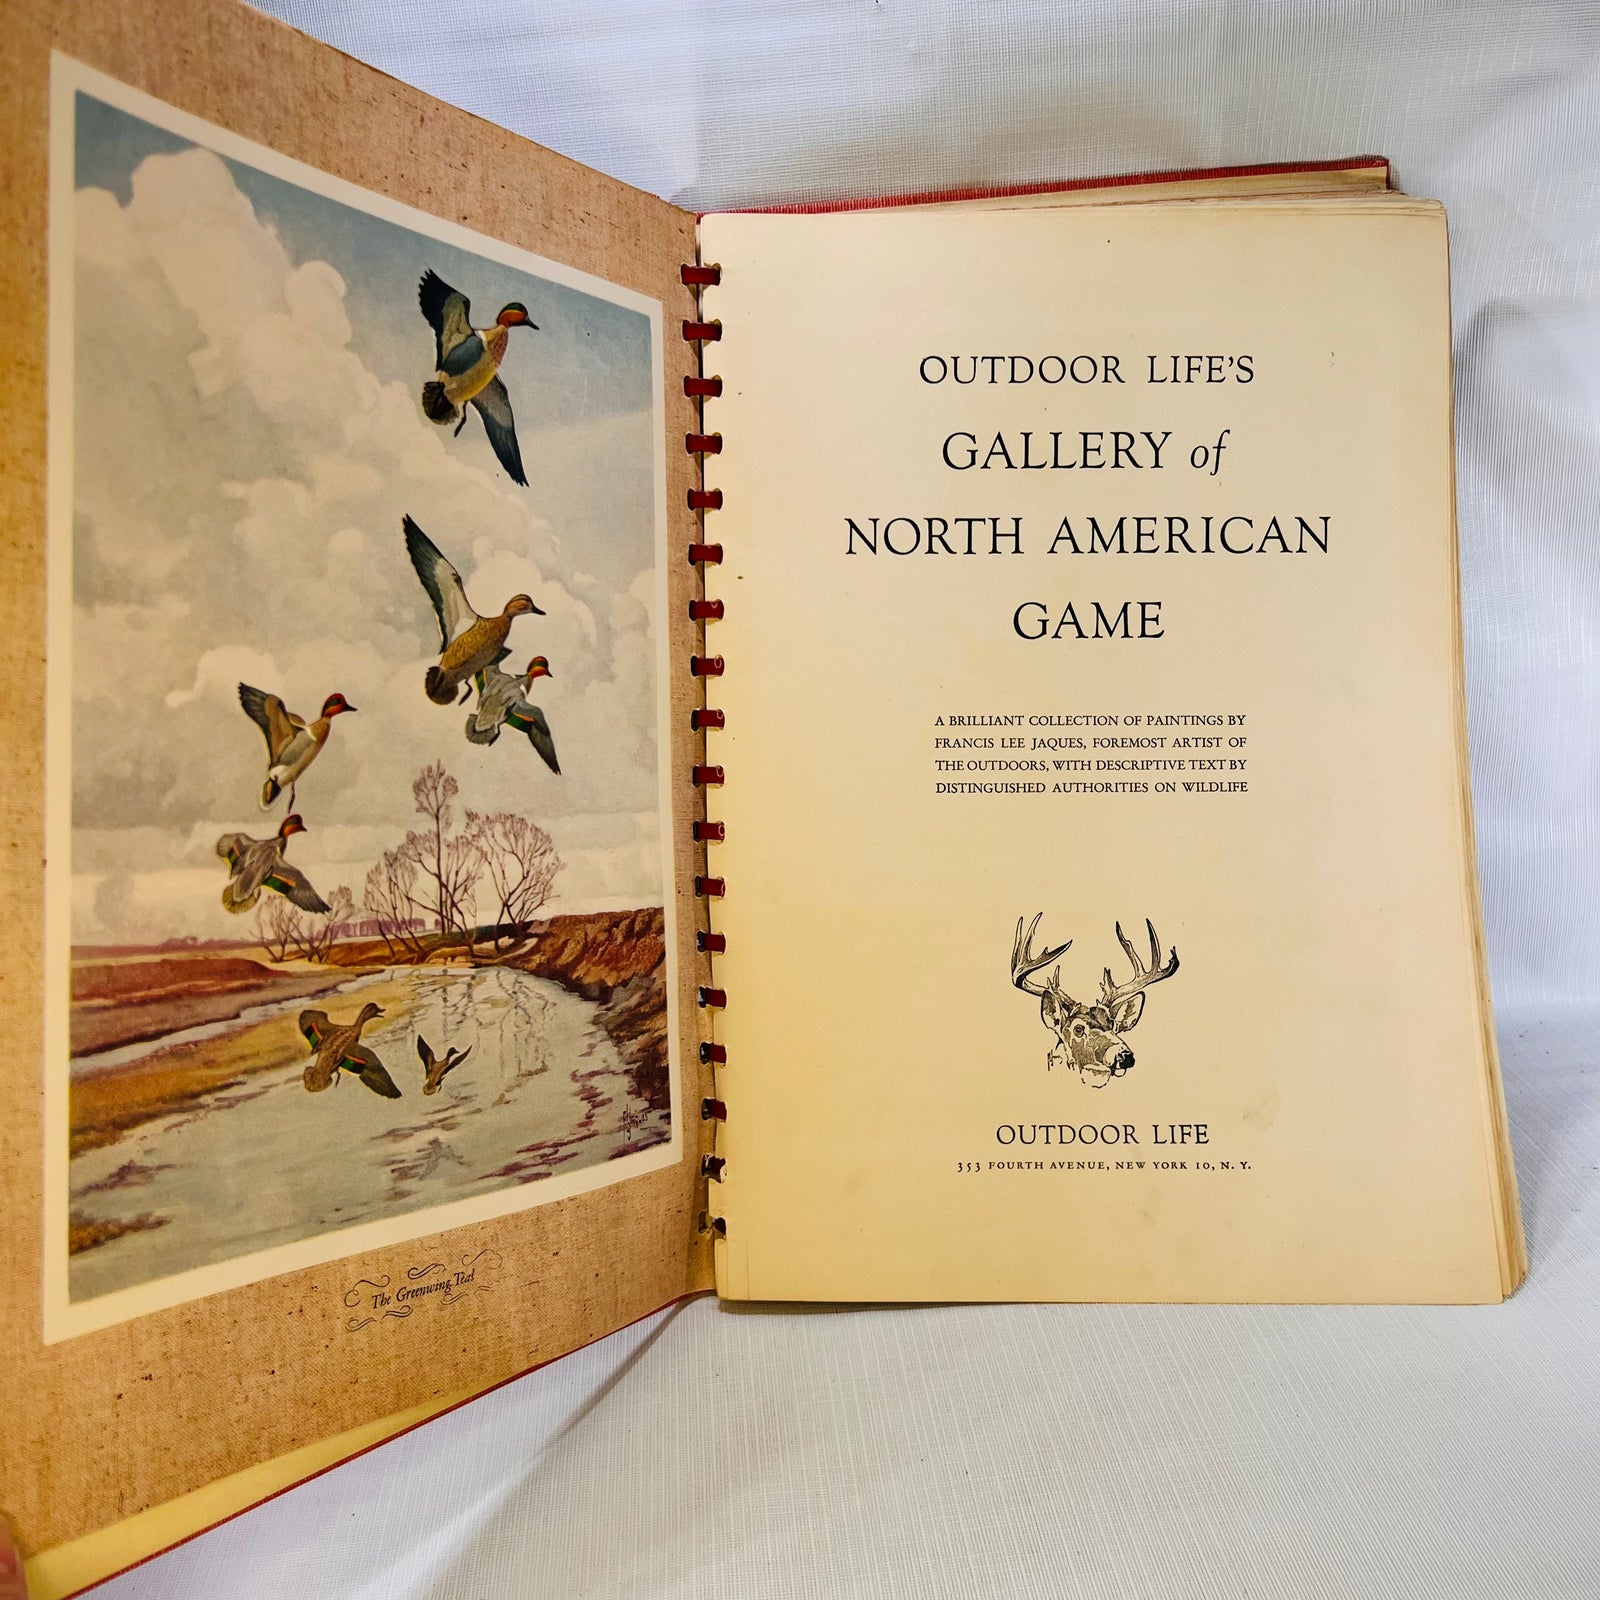 The Greenwing Teal
OUTDOOR LIFE'S
GALLERY of
NORTH AMERICAN
GAME
A BRILLIANT COLLECTION OF PAINTINGS BY
FRANCIS LEE JAQUES, FOREMOST ARTIST OF
THE OUTDOORS, WITH DESCRIPTIVE TEXT BY
DISTINGUISHED AUTHORITIES ON WILDLIFE
OUTDOOR LIFE
353 FOURTH AVENUE, NEW YORK 10, N. Y.